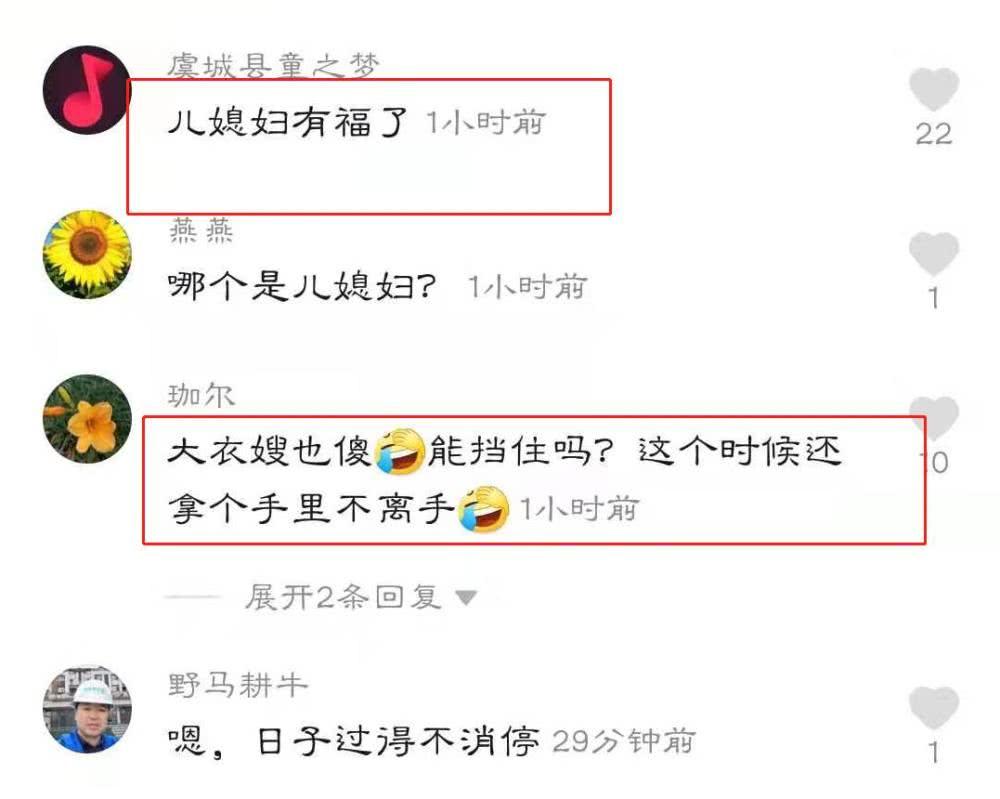 虞城县童之梦
儿媳妇有福了 1小时前
22
燕燕
哪个是儿媳妇? 1小时前
1
珈尔
大衣嫂也傻🤣能挡住吗? 这个时候还
拿个手里不离手🤣 1小时前
10
展开2条回复
野马耕牛
嗯，日子过得不消停 29分钟前
1